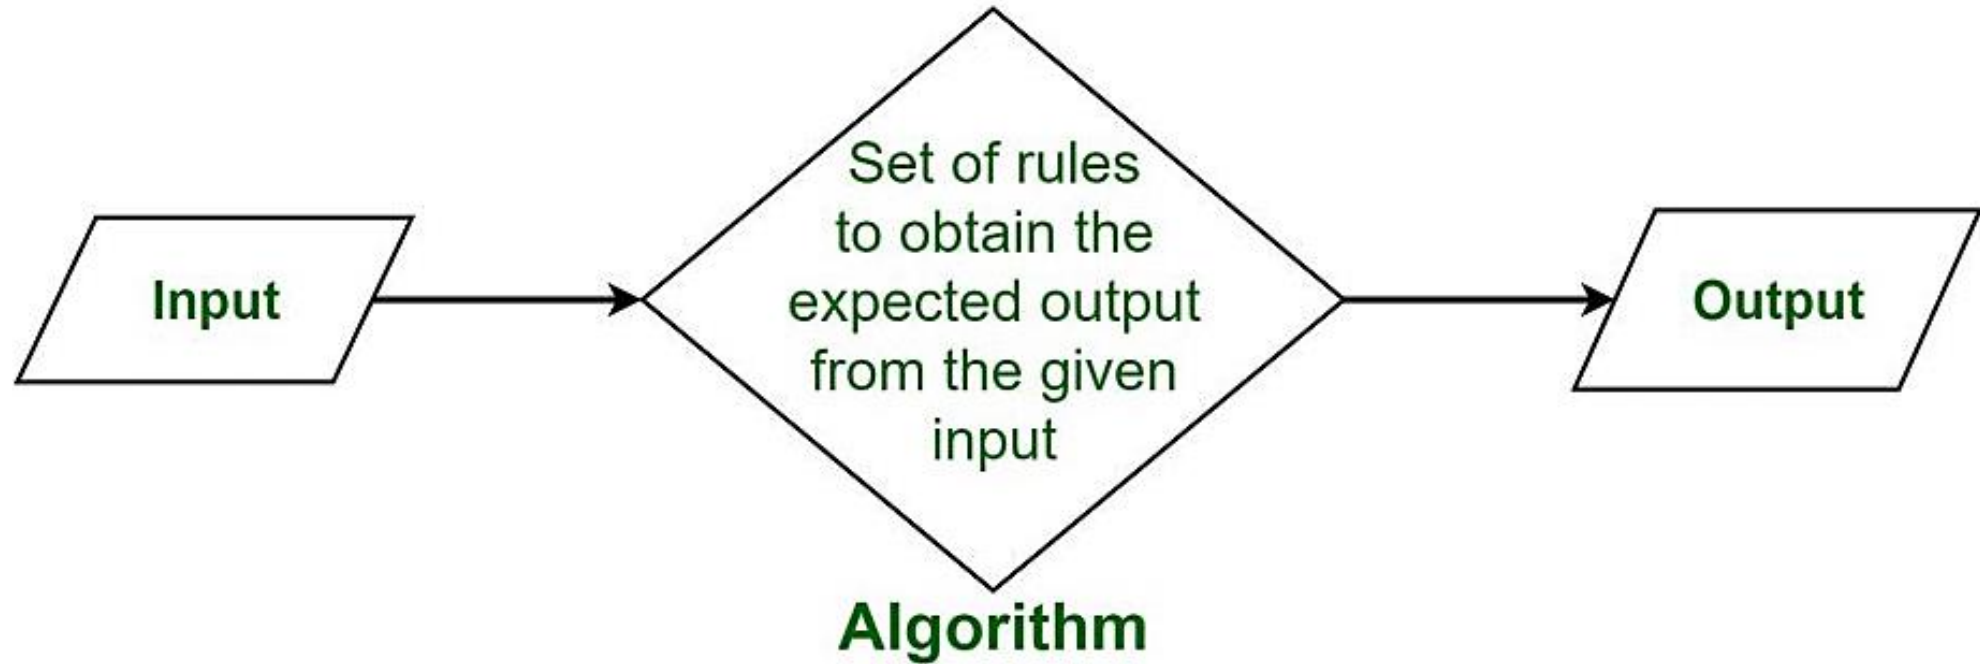 Input
Set of rules
to obtain the
expected output
from the given
input
Output
Algorithm